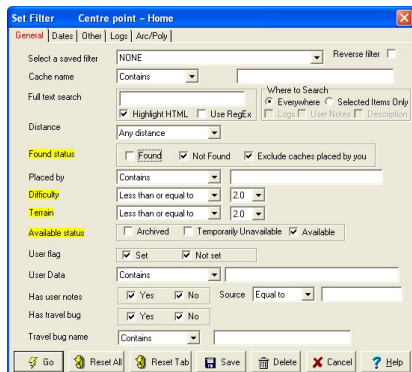 Set Filter Centre point - Home
General Dates Other Logs Arc/Poly
Select a saved filter NONE Reverse filter
Cache name Contains
Full text search Where to Search
Everywhere Selected Items Only
Highlight HTML Use RegEx Logs User Notes Description
Distance Any distance
Found status Found Not Found Exclude caches placed by you
Placed by Contains
Difficulty Less than or equal to 2.0
Terrain Less than or equal to 2.0
Available status Archived Temporarily Unavailable Available
User flag Set Not set
User Data Contains
Has user notes Yes No Source Equal to
Has travel bug Yes No
Travel bug name Contains
Go Reset All Reset Tab Save Delete Cancel ? Help